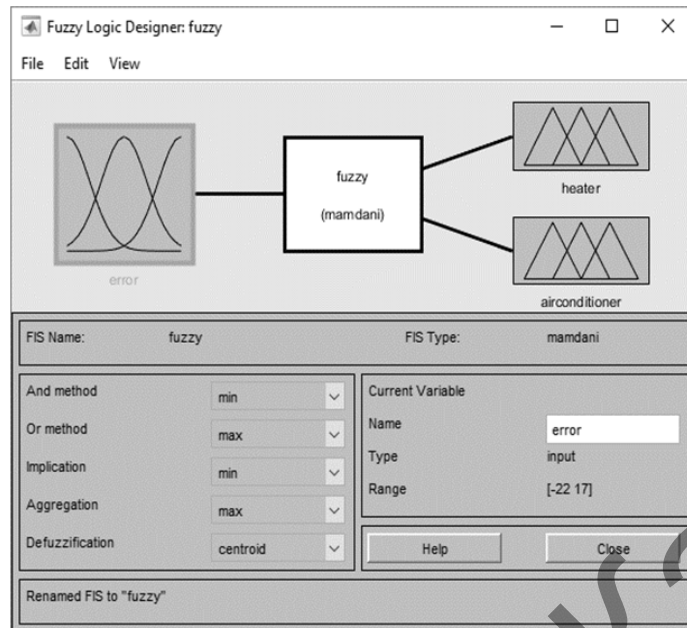 Fuzzy Logic Designer: fuzzy
File Edit View
fuzzy
(mamdani)
heater
error
airconditioner
FIS Name: fuzzy FIS Type: mamdani
And method min
Or method max
Implication min
Aggregation max
Defuzzification centroid
Current Variable
Name error
Type input
Range [-22 17]
Help Close
Renamed FIS to "fuzzy"